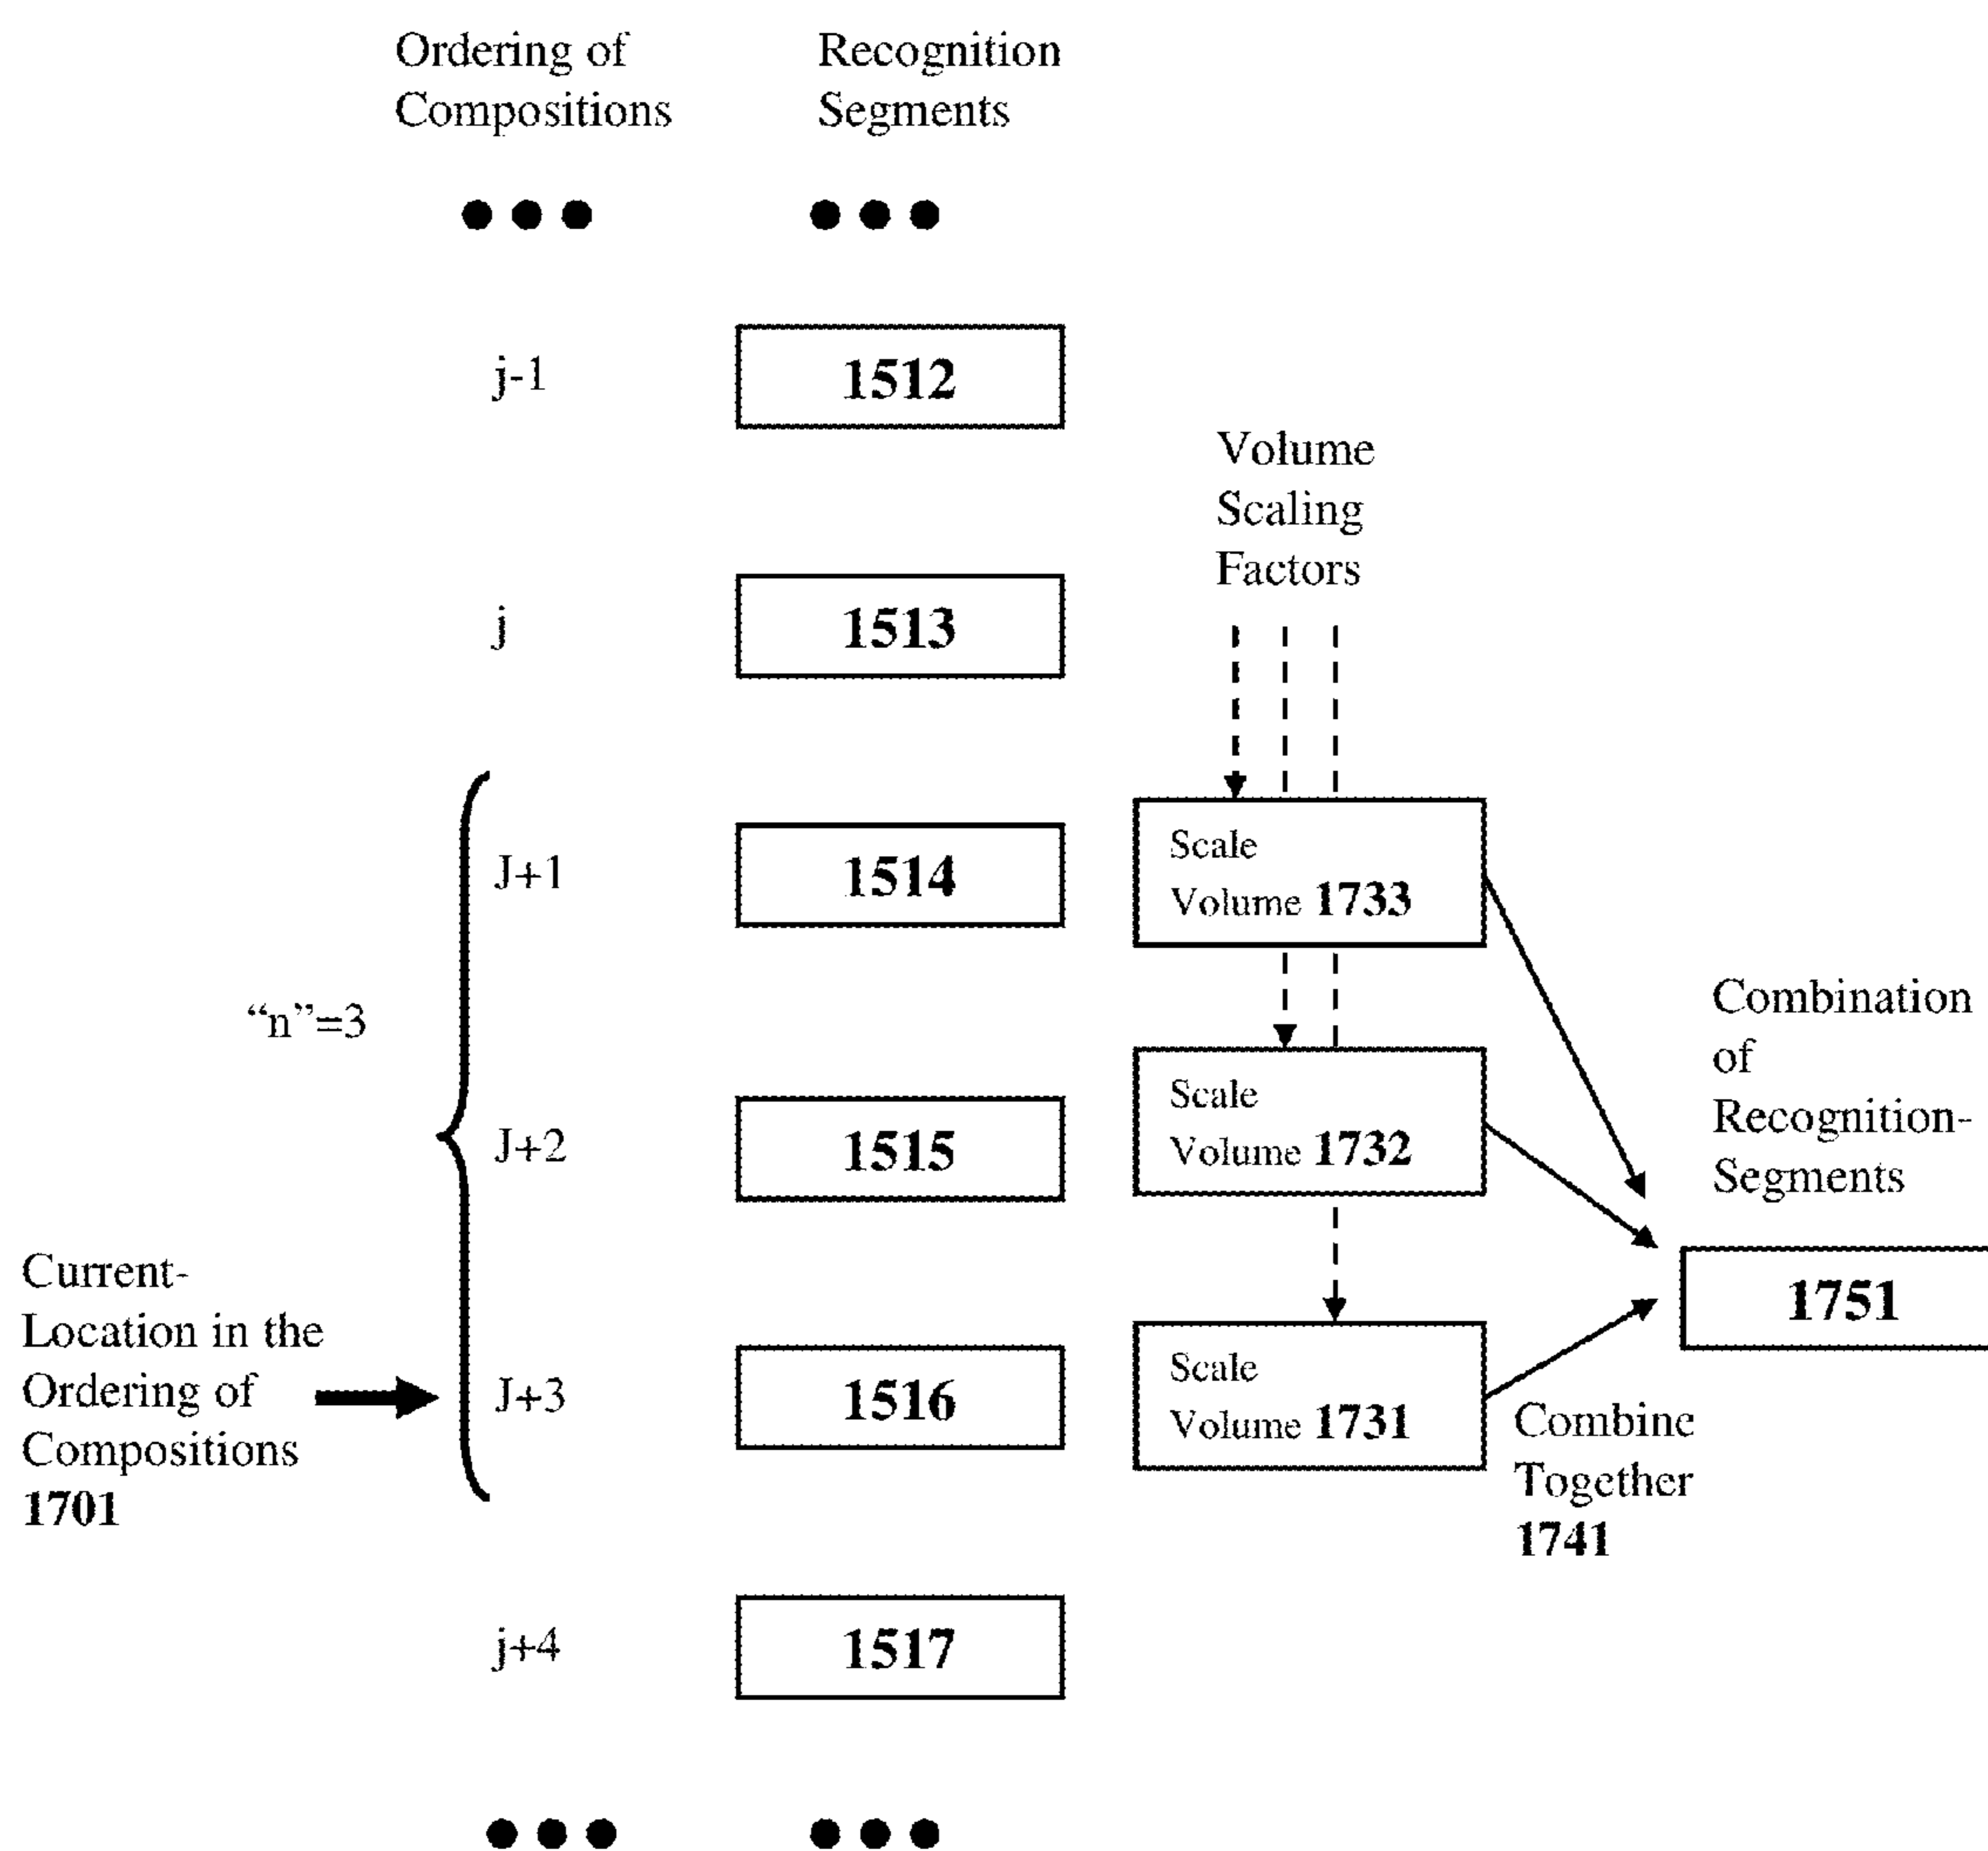 Ordering of
Compositions
Recognition
Segments
j-1
1512
Volume
Scaling
Factors
j
1513
J+1
1514
Scale
Volume 1733
“n”=3
Combination
of
Recognition-
Segments
J+2
1515
Scale
Volume 1732
Current-
Location in the
Ordering of
Compositions
1701
1751
J+3
1516
Scale
Volume 1731
Combine
Together
1741
j+4
1517